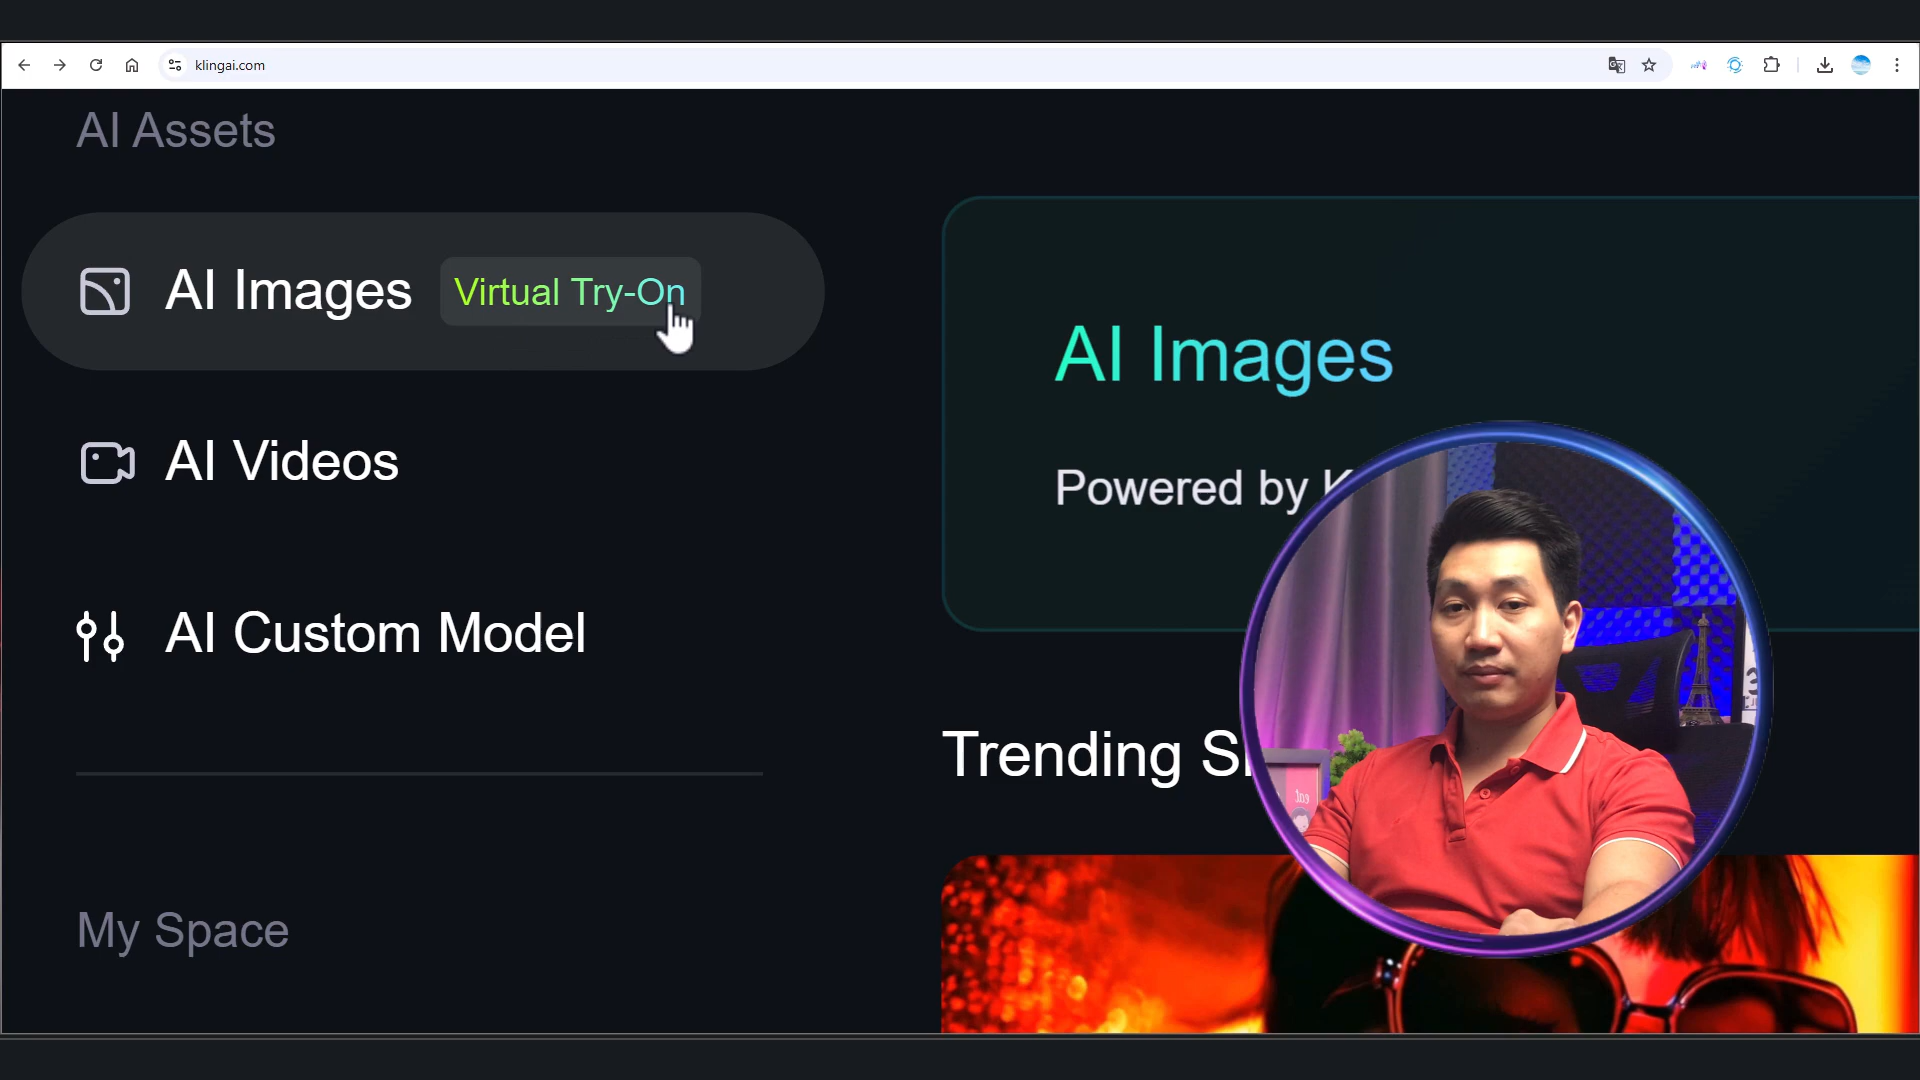 klingai.com
AI Assets
AI Images Virtual Try-On
AI Videos
AI Custom Model
My Space
AI Images
Powered by
Trending